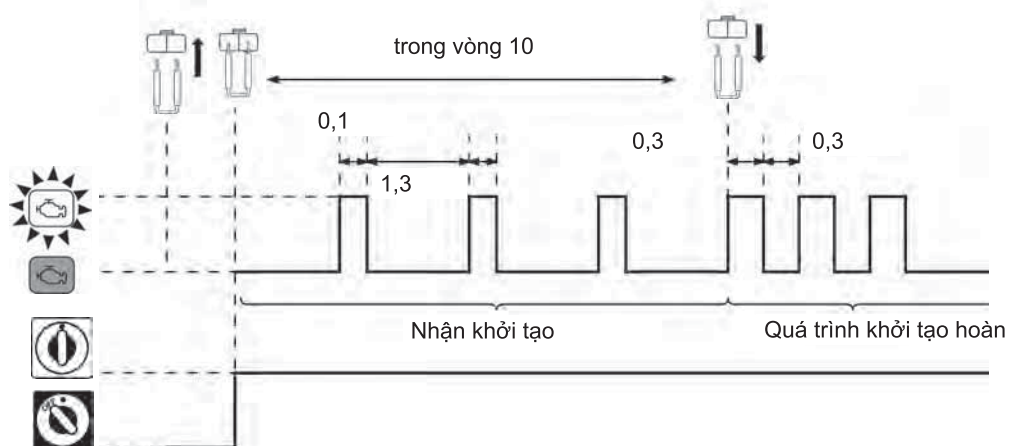 trong vòng 10
0,1
0,3
0,3
1,3
Nhận khởi tạo
Quá trình khởi tạo hoàn
OFF